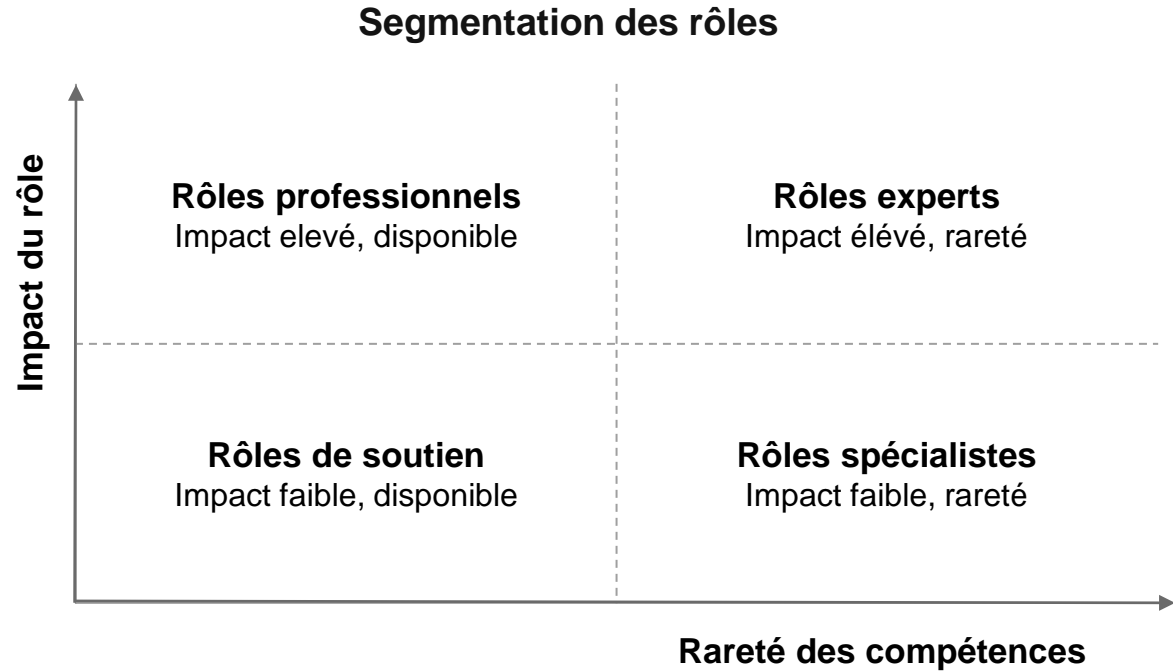 Segmentation des rôles
Impact du rôle
Rôles professionnels
Impact elevé, disponible
Rôles experts
Impact élévé, rareté
Rôles de soutien
Impact faible, disponible
Rôles spécialistes
Impact faible, rareté
Rareté des compétences